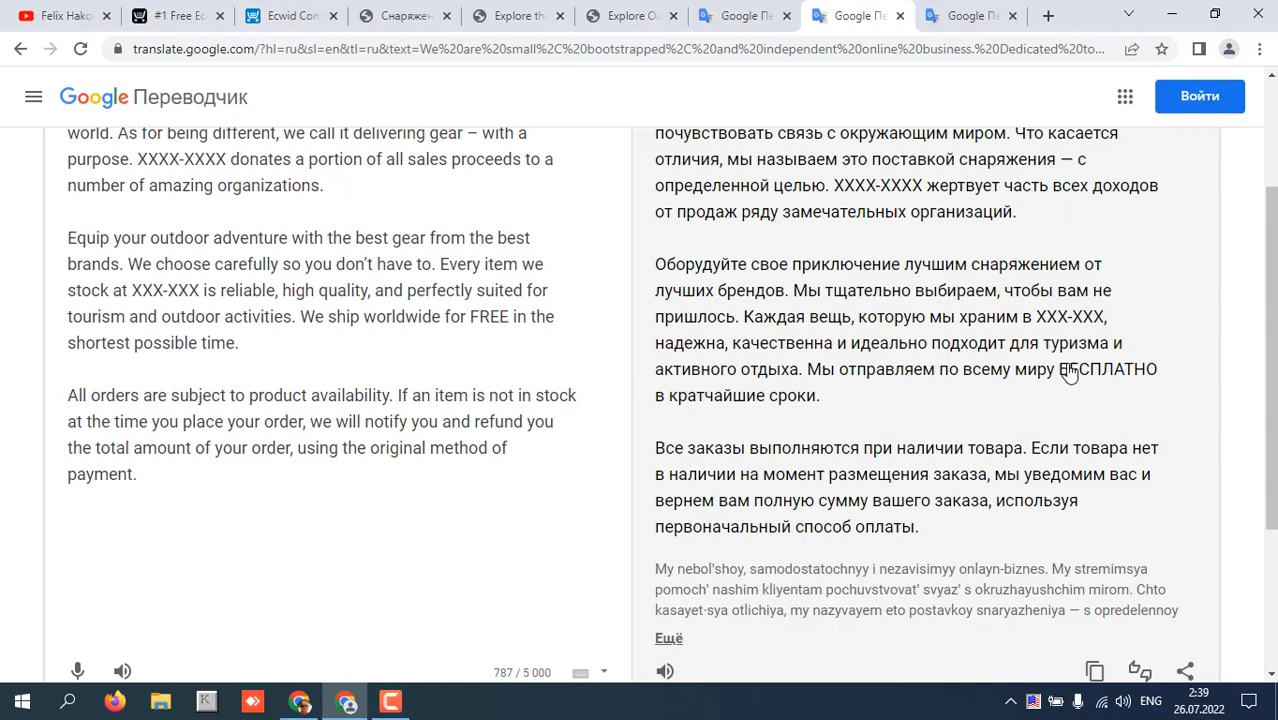 Felix Hako
#1 Free Ec
Ecwid Con
Снаряжен
Explore th
Explore Ou
Google Пе
Google Пе
Google Пе
translate.google.com/?hl=ru&sl=en&tl=ru&text=We%20are%20small%2C%20bootstrapped%2C%20and%20independent%20online%20business.%20Dedicated%20to...
Google Переводчик
Войти
world. As for being different, we call it delivering gear – with a
purpose. XXXX-XXXX donates a portion of all sales proceeds to a
number of amazing organizations.
Equip your outdoor adventure with the best gear from the best
brands. We choose carefully so you don’t have to. Every item we
stock at XXX-XXX is reliable, high quality, and perfectly suited for
tourism and outdoor activities. We ship worldwide for FREE in the
shortest possible time.
All orders are subject to product availability. If an item is not in stock
at the time you place your order, we will notify you and refund you
the total amount of your order, using the original method of
payment.
787 / 5 000
почувствовать связь с окружающим миром. Что касается
отличия, мы называем это поставкой снаряжения — с
определенной целью. XXXX-XXXX жертвует часть всех доходов
от продаж ряду замечательных организаций.
Оборудуйте свое приключение лучшим снаряжением от
лучших брендов. Мы тщательно выбираем, чтобы вам не
пришлось. Каждая вещь, которую мы храним в XXX-XXX,
надежна, качественна и идеально подходит для туризма и
активного отдыха. Мы отправляем по всему миру БЕСПЛАТНО
в кратчайшие сроки.
Все заказы выполняются при наличии товара. Если товара нет
в наличии на момент размещения заказа, мы уведомим вас и
вернем вам полную сумму вашего заказа, используя
первоначальный способ оплаты.
My nebol'shoy, samodostatochnyy i nezavisimyy onlayn-biznes. My stremimsya
pomoch' nashim kliyentam pochuvstvovat' svyaz' s okruzhayushchim mirom. Chto
kasayet·sya otlichiya, my nazyvayem eto postavkoy snaryazheniya — s opredelennoy
Ещё
ENG
2:39
26.07.2022